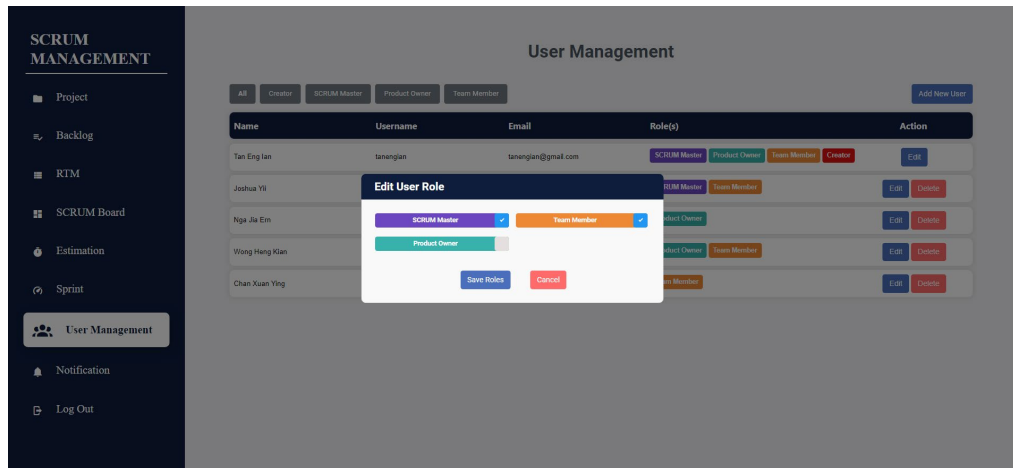 SCRUM
MANAGEMENT
Project
Backlog
RTM
SCRUM Board
Estimation
Sprint
User Management
Notification
Log Out
User Management
All Creator SCRUM Master Product Owner Team Member Add New User
Name Username Email Role(s) Action
Tan Eng Ian tanengian tanengian@gmail.com SCRUM Master Product Owner Team Member Creator Edit
Joshua Yii RUM Master Team Member Edit Delete
Nga Jia Ern duct Owner Edit Delete
Wong Heng Kian duct Owner Team Member Edit Delete
Chan Xuan Ying m Member Edit Delete
Edit User Role
SCRUM Master Team Member
Product Owner
Save Roles Cancel